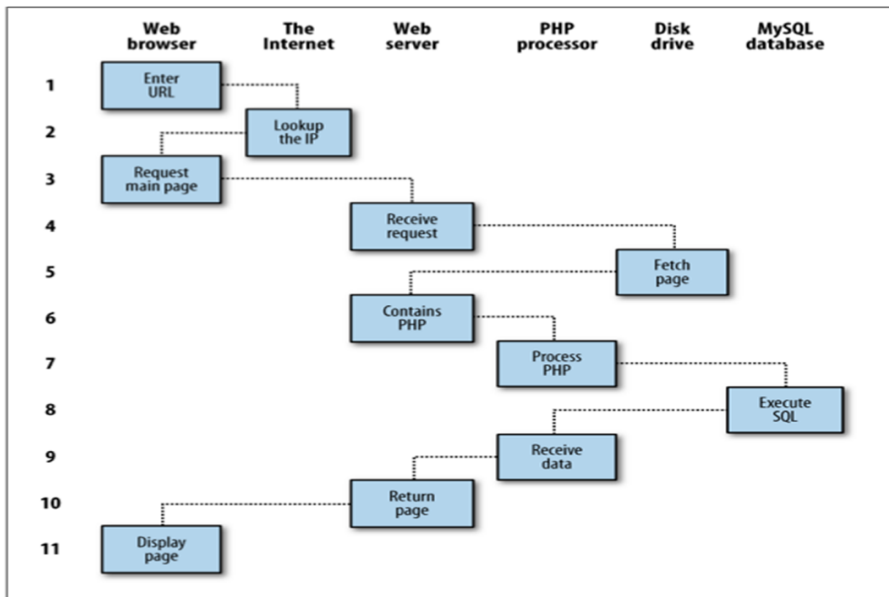 Web The Web PHP Disk MySQL
browser Internet server processor drive database
1 Enter
URL
2 Lookup
the IP
3 Request
main page
4 Receive
request
5 Fetch
page
6 Contains
PHP
7 Process
PHP
8 Execute
SQL
9 Receive
data
10 Return
page
11 Display
page